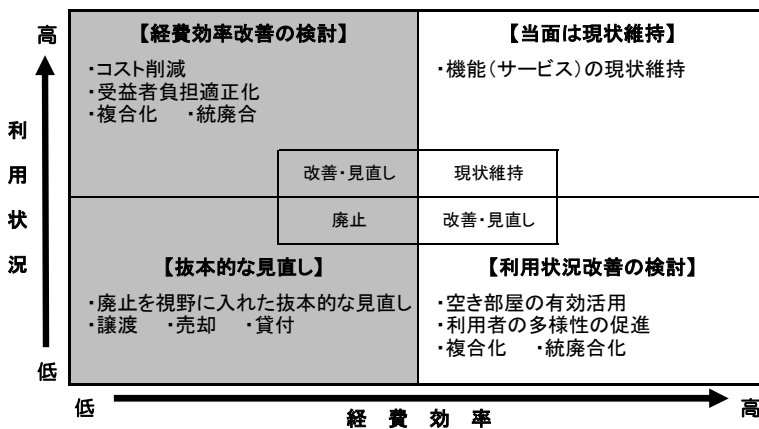 高
利用状況
低
【経費効率改善の検討】
・コスト削減
・受益者負担適正化
・複合化　・統廃合
【当面は現状維持】
・機能（サービス）の現状維持
改善・見直し
現状維持
廃止
改善・見直し
【抜本的な見直し】
・廃止を視野に入れた抜本的な見直し
・譲渡　・売却　・貸付
【利用状況改善の検討】
・空き部屋の有効活用
・利用者の多様性の促進
・複合化　・統廃合化
低
経費効率
高